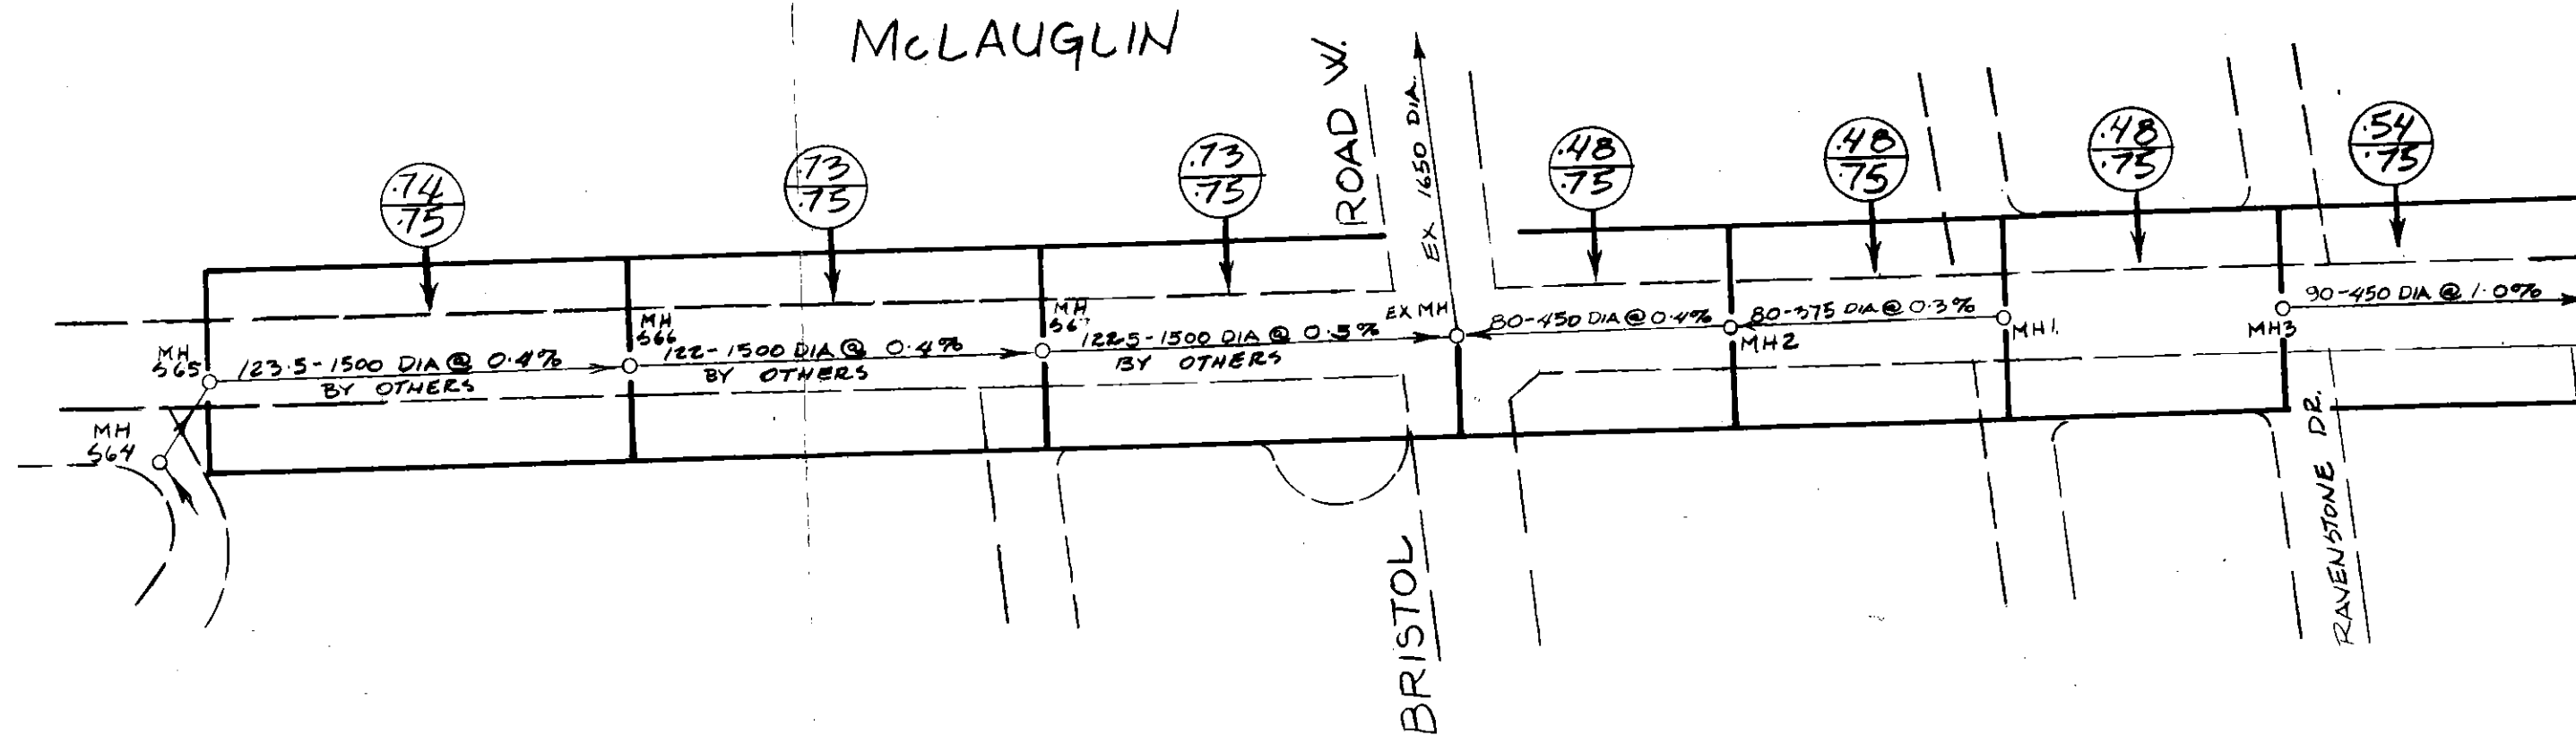 McLAUGLIN
ROAD W.
EX 1650 DIA.
.74
.75
.73
.75
.73
.75
.48
.75
.48
.75
.48
.75
.54
.75
MH
564
MH
565
123.5-1500 DIA @ 0.4%
BY OTHERS
MH
566
122-1500 DIA @ 0.4%
BY OTHERS
MH
567
122.5-1500 DIA @ 0.5%
BY OTHERS
EX MH
80-450 DIA @ 0.4%
MH2
80-375 DIA @ 0.3%
MH1.
MH3
90-450 DIA @ 1.0%
BRISTOL
RAVENSTONE DR.